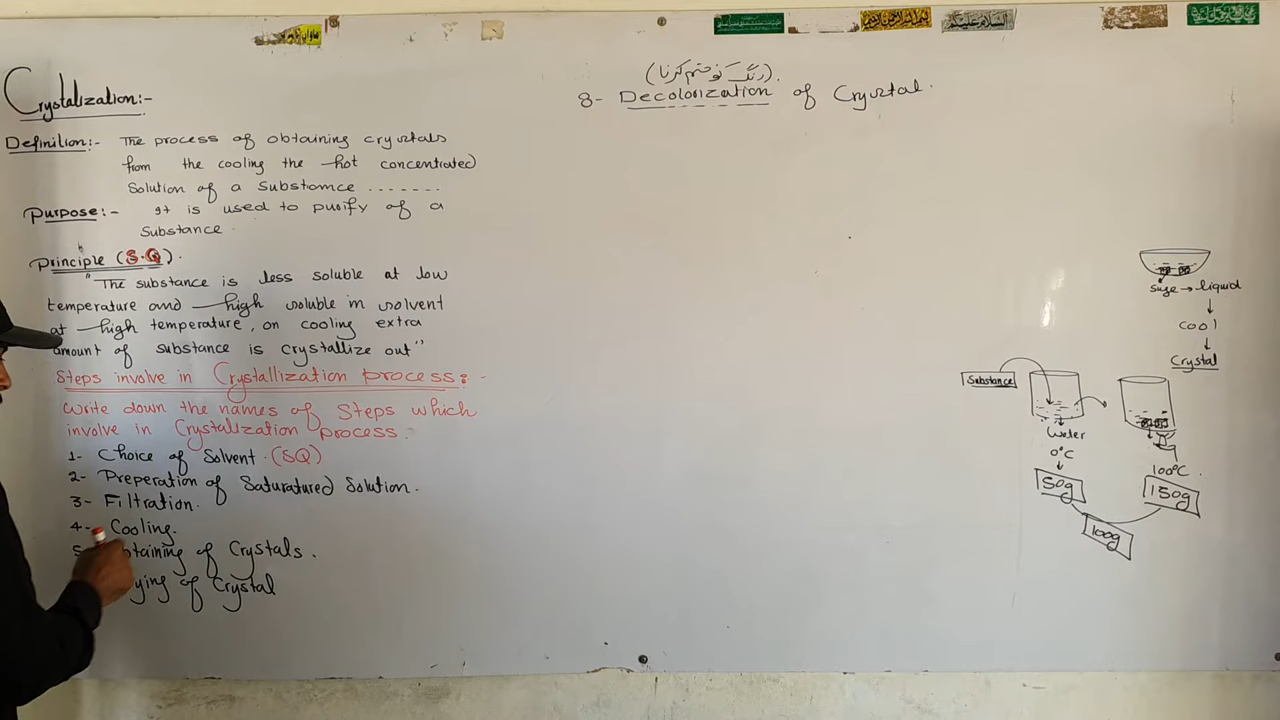 السلام علیکم
Crystalization:-
Definition:- The process of obtaining crystals
from the cooling the hot concentrated
Solution of a Substance .......
Purpose:- It is used to purify of a
Substance.
Principle (S.Q).
"The substance is less soluble at low
temperature and high soluble in solvent
at high temperature, on cooling extra
amount of substance is crystallize out"
Steps involve in Crystallization process:-
Write down the names of Steps which
involve in Crystalization process.
1- Choice of Solvent (SQ)
2- Preperation of Saturatured Solution.
3- Filtration.
4- Cooling.
of Crystals.
of Crystal
(رنگ کو ختم کرنا).
8- Decolorization of Crystal.
→ liquid
↓
cool
↓
Crystal
Substance
Water
0°C
↓
50g
100°C
150g
100g